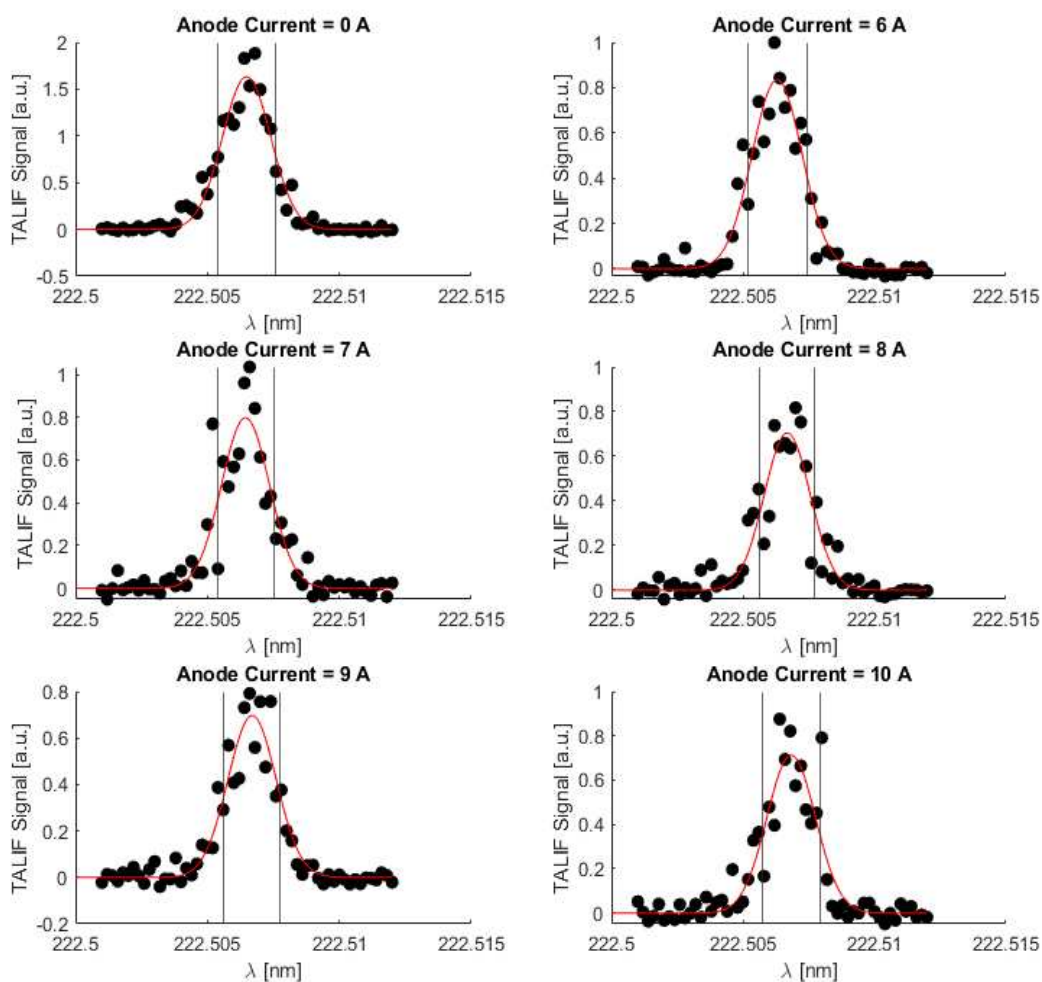 Anode Current = 0 A
TALIF Signal [a.u.]
2
1.5
1
0.5
0
-0.5
222.5 222.505 222.51 222.515
λ [nm]
Anode Current = 6 A
TALIF Signal [a.u.]
1
0.8
0.6
0.4
0.2
0
222.5 222.505 222.51 222.515
λ [nm]
Anode Current = 7 A
TALIF Signal [a.u.]
1
0.8
0.6
0.4
0.2
0
222.5 222.505 222.51 222.515
λ [nm]
Anode Current = 8 A
TALIF Signal [a.u.]
1
0.8
0.6
0.4
0.2
0
222.5 222.505 222.51 222.515
λ [nm]
Anode Current = 9 A
TALIF Signal [a.u.]
0.8
0.6
0.4
0.2
0
-0.2
222.5 222.505 222.51 222.515
λ [nm]
Anode Current = 10 A
TALIF Signal [a.u.]
1
0.8
0.6
0.4
0.2
0
222.5 222.505 222.51 222.515
λ [nm]